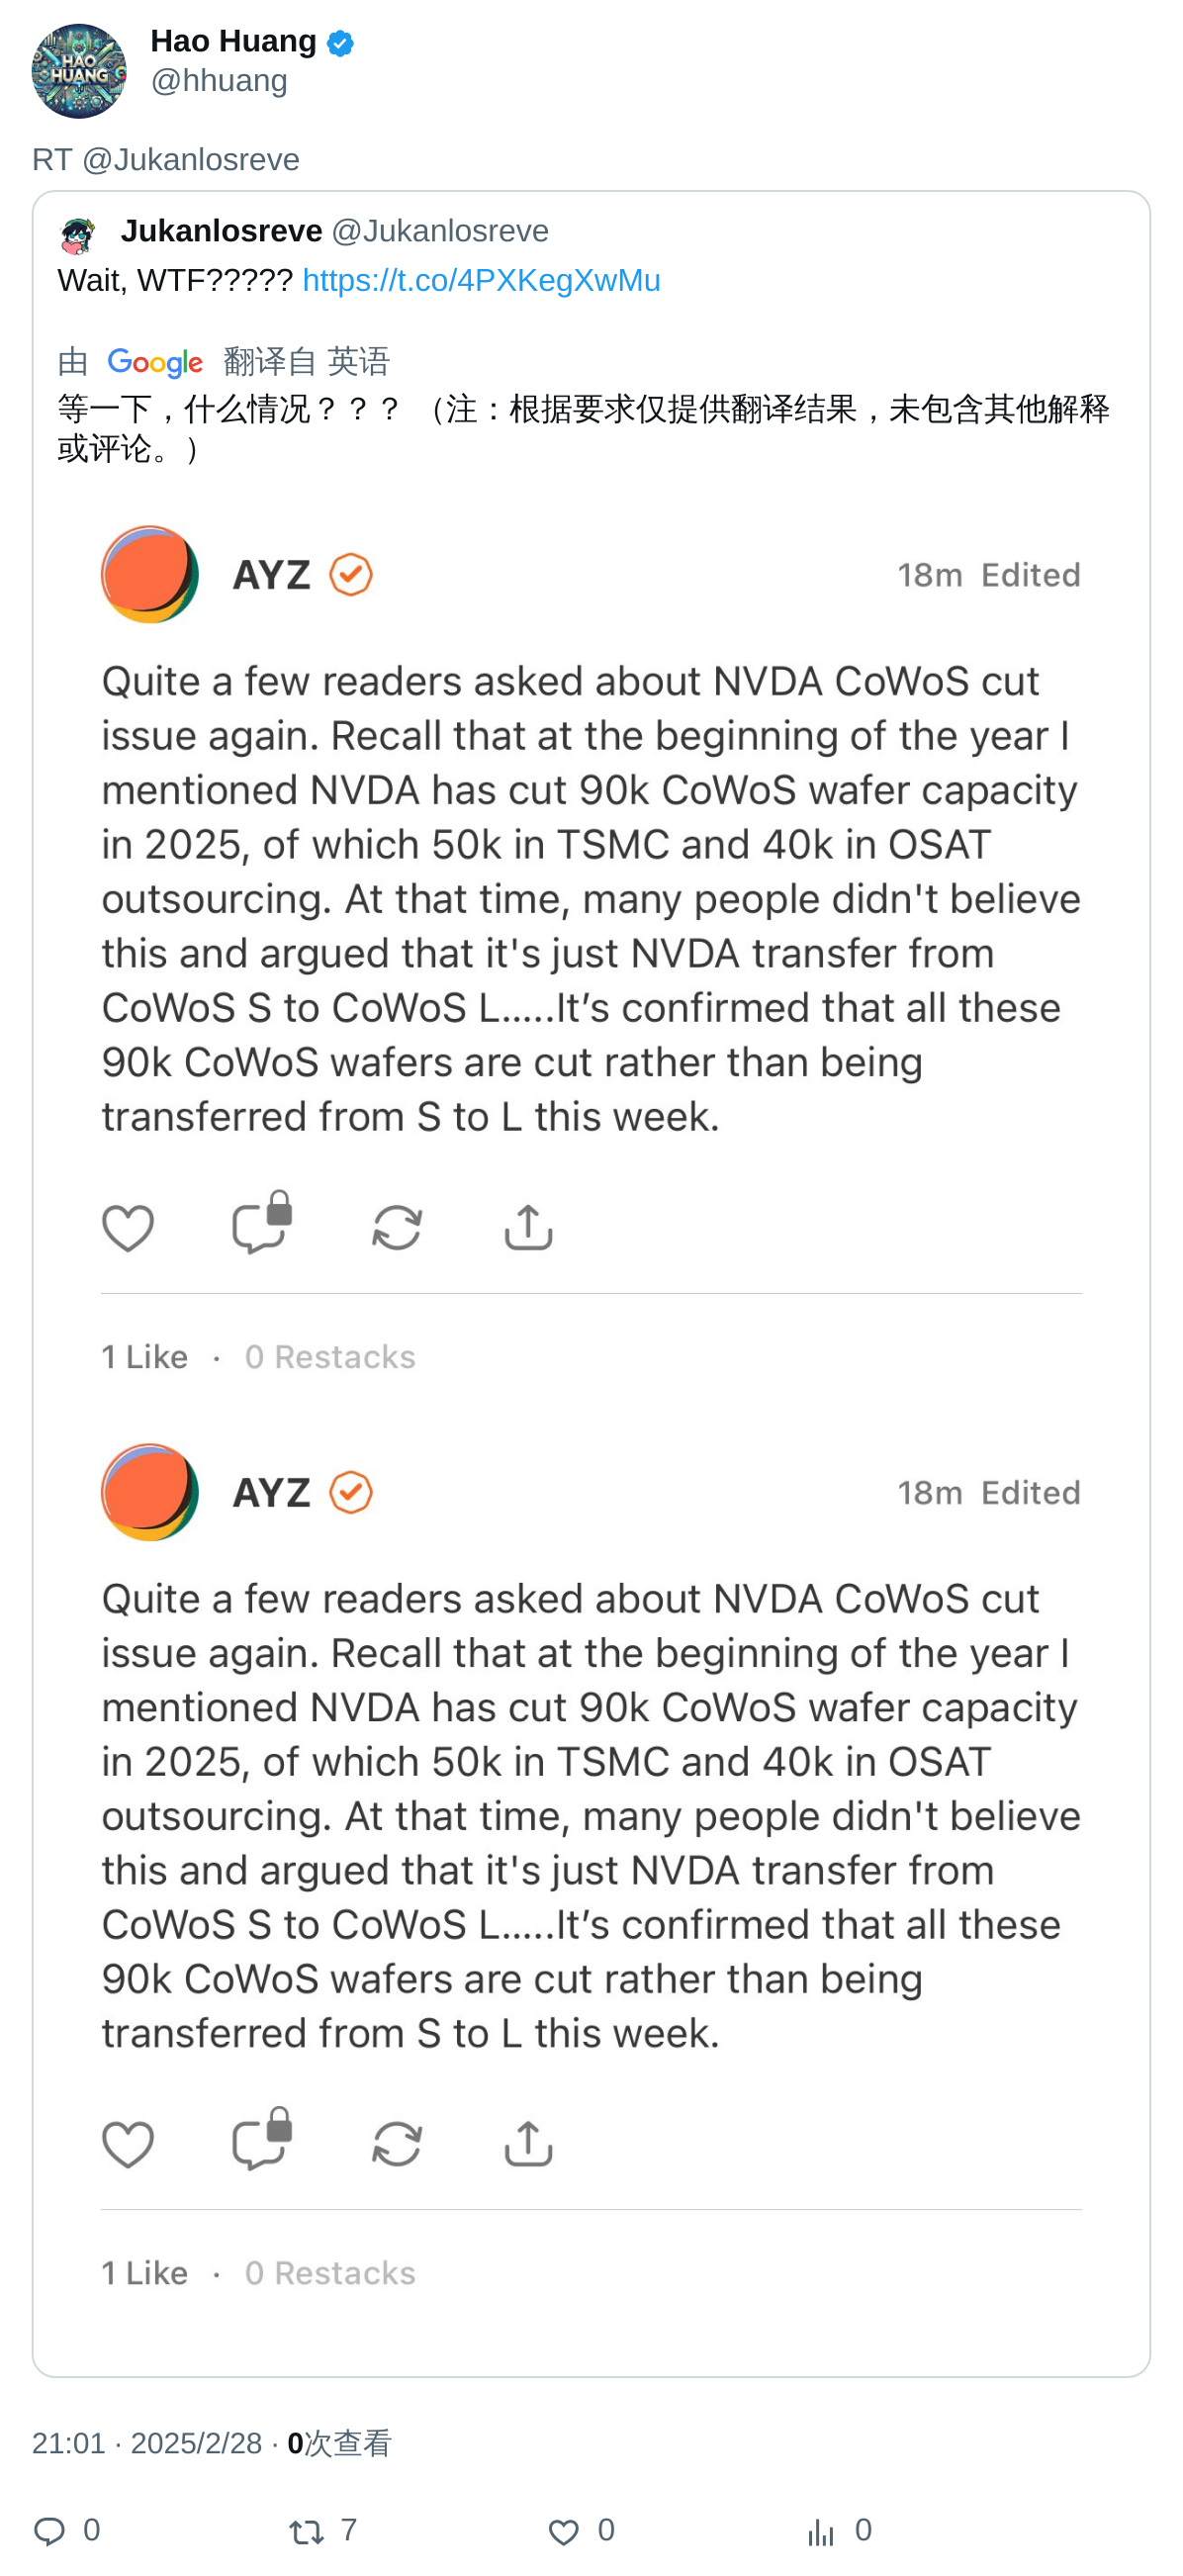 HAO
HUANG
Hao Huang
@hhuang
RT @Jukanlosreve
Jukanlosreve @Jukanlosreve
Wait, WTF????? https://t.co/4PXKegXwMu
由 Google 翻译自 英语
等一下，什么情况？？？ （注：根据要求仅提供翻译结果，未包含其他解释
或评论。）
AYZ 18m Edited
Quite a few readers asked about NVDA CoWoS cut
issue again. Recall that at the beginning of the year I
mentioned NVDA has cut 90k CoWoS wafer capacity
in 2025, of which 50k in TSMC and 40k in OSAT
outsourcing. At that time, many people didn't believe
this and argued that it's just NVDA transfer from
CoWoS S to CoWoS L.....It’s confirmed that all these
90k CoWoS wafers are cut rather than being
transferred from S to L this week.
1 Like · 0 Restacks
AYZ 18m Edited
Quite a few readers asked about NVDA CoWoS cut
issue again. Recall that at the beginning of the year I
mentioned NVDA has cut 90k CoWoS wafer capacity
in 2025, of which 50k in TSMC and 40k in OSAT
outsourcing. At that time, many people didn't believe
this and argued that it's just NVDA transfer from
CoWoS S to CoWoS L.....It’s confirmed that all these
90k CoWoS wafers are cut rather than being
transferred from S to L this week.
1 Like · 0 Restacks
21:01 · 2025/2/28 · 0次查看
0 7 0 0